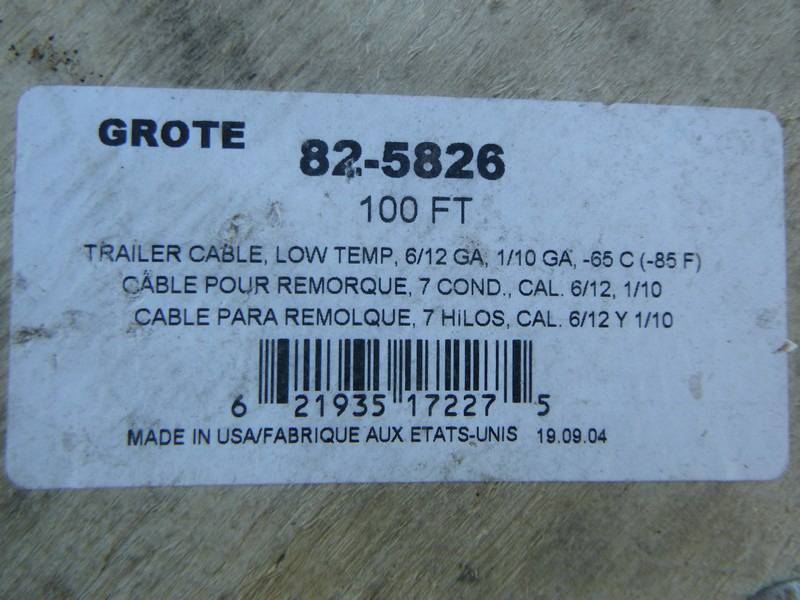 GROTE 82-5826
100 FT
TRAILER CABLE, LOW TEMP, 6/12 GA, 1/10 GA, -65 C (-85 F)
CÂBLE POUR REMORQUE, 7 COND., CAL. 6/12, 1/10
CABLE PARA REMOLQUE, 7 HILOS, CAL. 6/12 Y 1/10
6 21935 17227 5
MADE IN USA/FABRIQUE AUX ETATS-UNIS 19.09.04